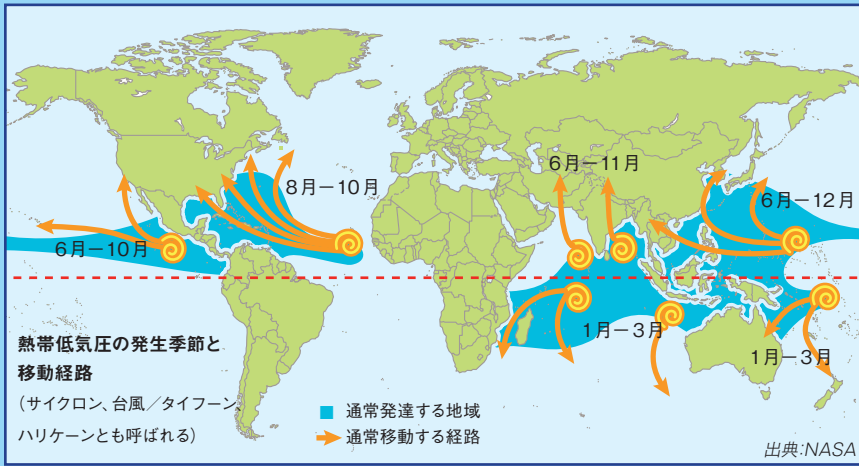 8月－10月
6月－11月
6月－12月
6月－10月
1月－3月
1月－3月
熱帯低気圧の発生季節と
移動経路
（サイクロン、台風／タイフーン、
ハリケーンとも呼ばれる）
通常発達する地域
通常移動する経路
出典:NASA